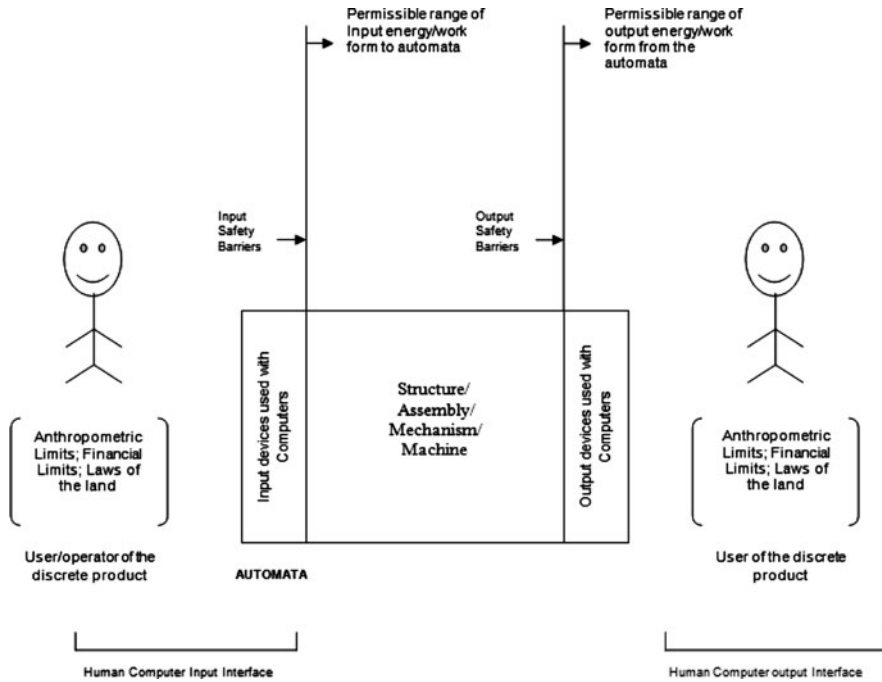 Permissible range of
Input energy/work
form to automata
Permissible range of
output energy/work
form from the
automata
Input
Safety
Barriers
Output
Safety
Barriers
Input devices used with
Computers
Structure/
Assembly/
Mechanism/
Machine
Output devices used with
Computers
Anthropometric
Limits; Financial
Limits; Laws of
the land
User/operator of the
discrete product
AUTOMATA
Anthropometric
Limits; Financial
Limits; Laws of
the land
User of the discrete
product
Human Computer Input Interface
Human Computer output Interface